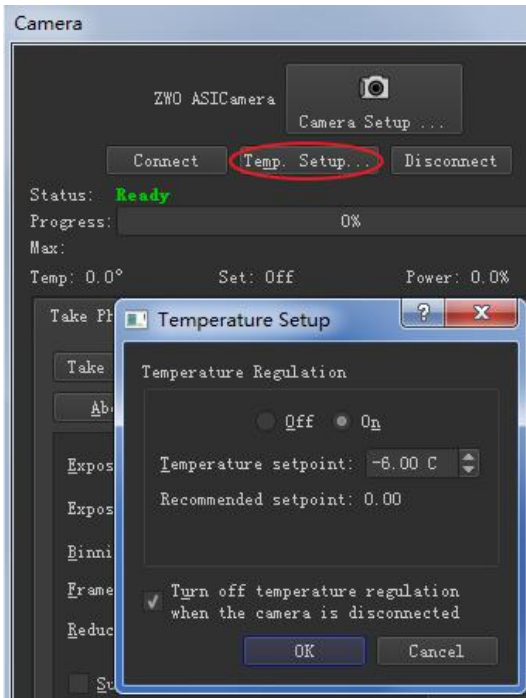 Camera
ZWO ASICamera
Camera Setup ...
Connect Temp. Setup... Disconnect
Status: Ready
Progress: 0%
Max:
Temp: 0.0° Set: Off Power: 0.0%
Take
Temperature Setup
Take
Temperature Regulation
Off On
Temperature setpoint: -6.00 C
Recommended setpoint: 0.00
Turn off temperature regulation
when the camera is disconnected
OK Cancel